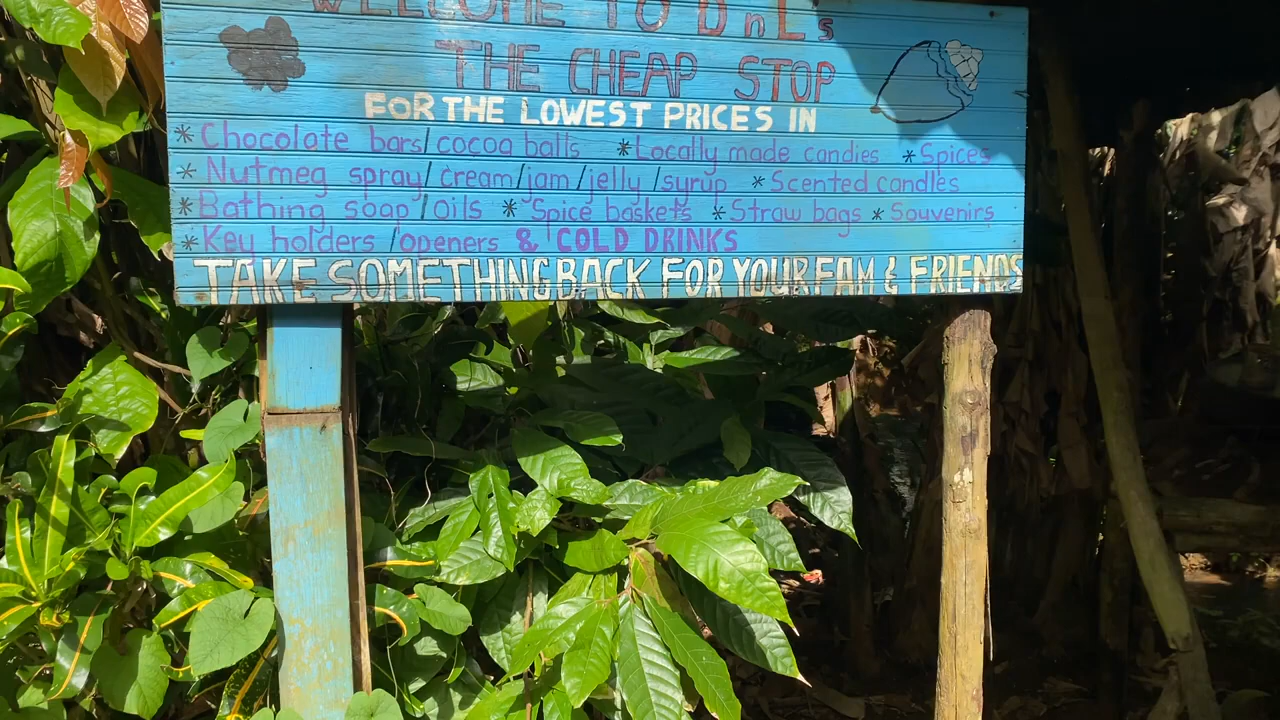 WELCOME TO DnLs
THE CHEAP STOP
FOR THE LOWEST PRICES IN
* Chocolate bars/cocoa balls * Locally made candies * Spices
* Nutmeg spray/cream/jam/jelly/syrup * Scented candles
* Bathing soap/oils * Spice baskets * Straw bags * Souvenirs
* Key holders/openers & COLD DRINKS
TAKE SOMETHING BACK FOR YOUR FAM & FRIENDS